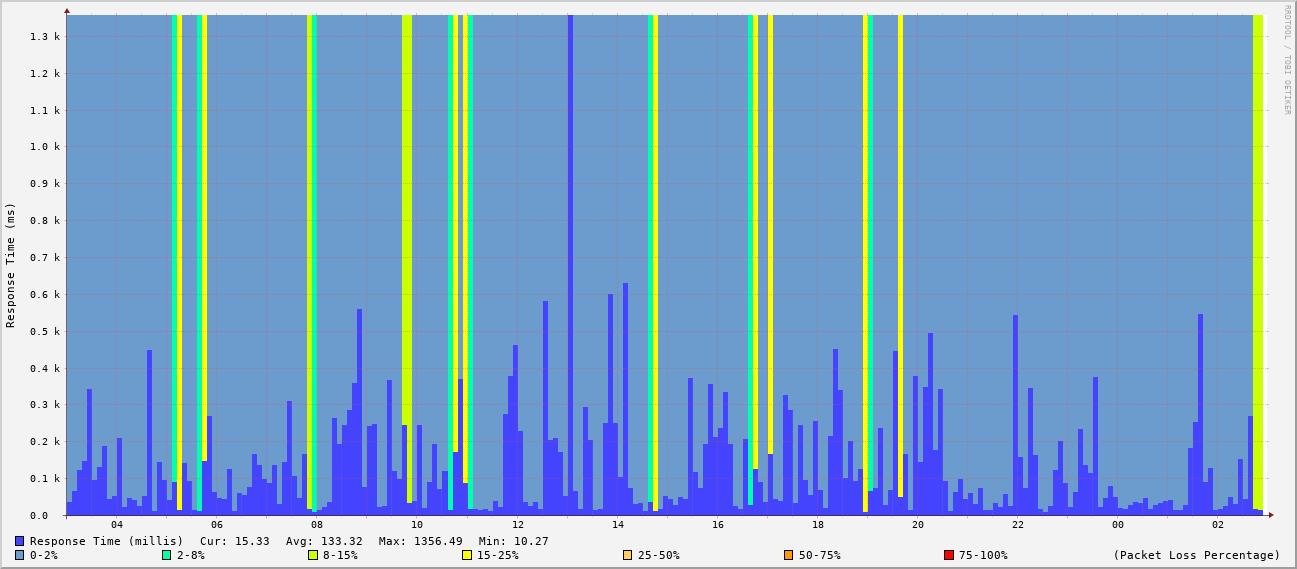 RRDTOOL / TOBI OETIKER
Response Time (ms)
1.3 k
1.2 k
1.1 k
1.0 k
0.9 k
0.8 k
0.7 k
0.6 k
0.5 k
0.4 k
0.3 k
0.2 k
0.1 k
0.0
04 06 08 10 12 14 16 18 20 22 00 02
Response Time (millis) Cur: 15.33 Avg: 133.32 Max: 1356.49 Min: 10.27
0-2% 2-8% 8-15% 15-25% 25-50% 50-75% 75-100% (Packet Loss Percentage)